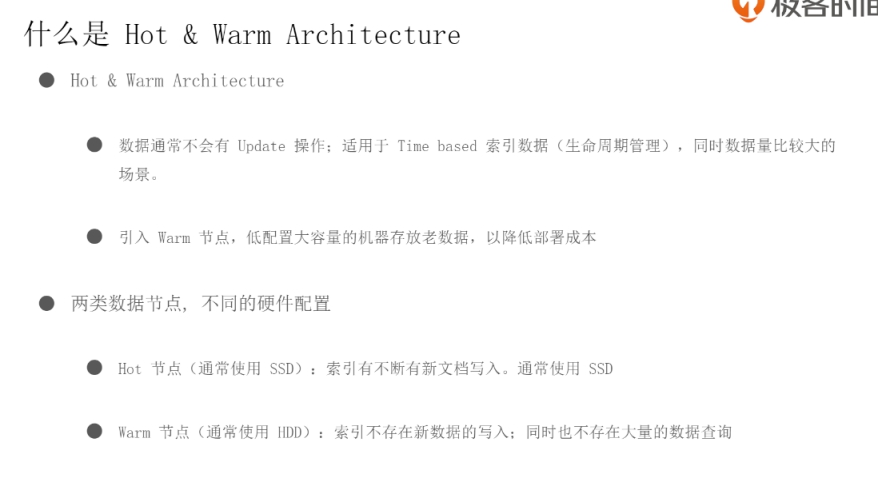 极客时间
什么是 Hot & Warm Architecture
Hot & Warm Architecture
数据通常不会有 Update 操作；适用于 Time based 索引数据（生命周期管理），同时数据量比较大的
场景。
引入 Warm 节点，低配置大容量的机器存放老数据，以降低部署成本
两类数据节点，不同的硬件配置
Hot 节点（通常使用 SSD）：索引有不断有新文档写入。通常使用 SSD
Warm 节点（通常使用 HDD）：索引不存在新数据的写入；同时也不存在大量的数据查询